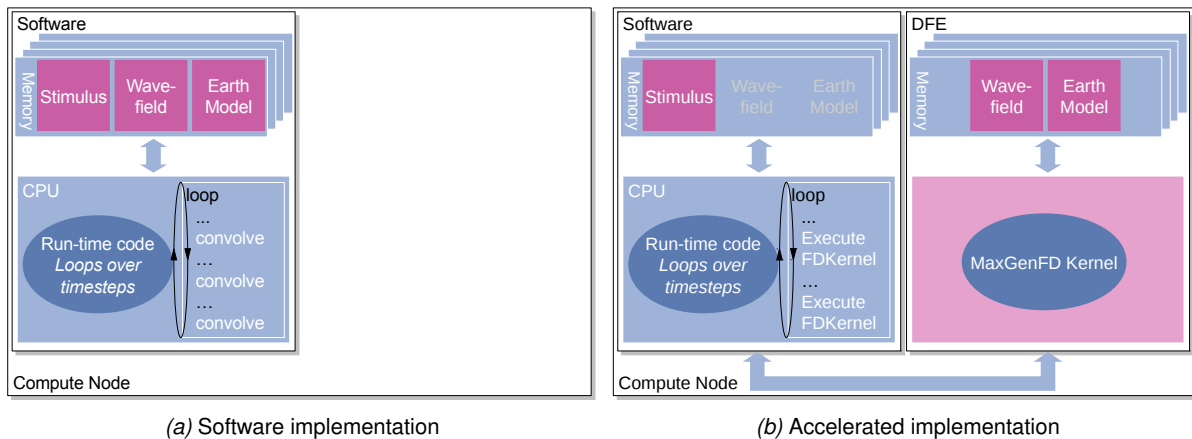 Software
Memory
Stimulus
Wave-
field
Earth
Model
CPU
Run-time code
Loops over
timesteps
loop
...
convolve
...
convolve
...
convolve
Compute Node
(a) Software implementation
Software
Memory
Stimulus
Wave-
field
Earth
Model
CPU
Run-time code
Loops over
timesteps
loop
...
Execute
FDKernel
...
Execute
FDKernel
DFE
Memory
Wave-
field
Earth
Model
MaxGenFD Kernel
Compute Node
(b) Accelerated implementation